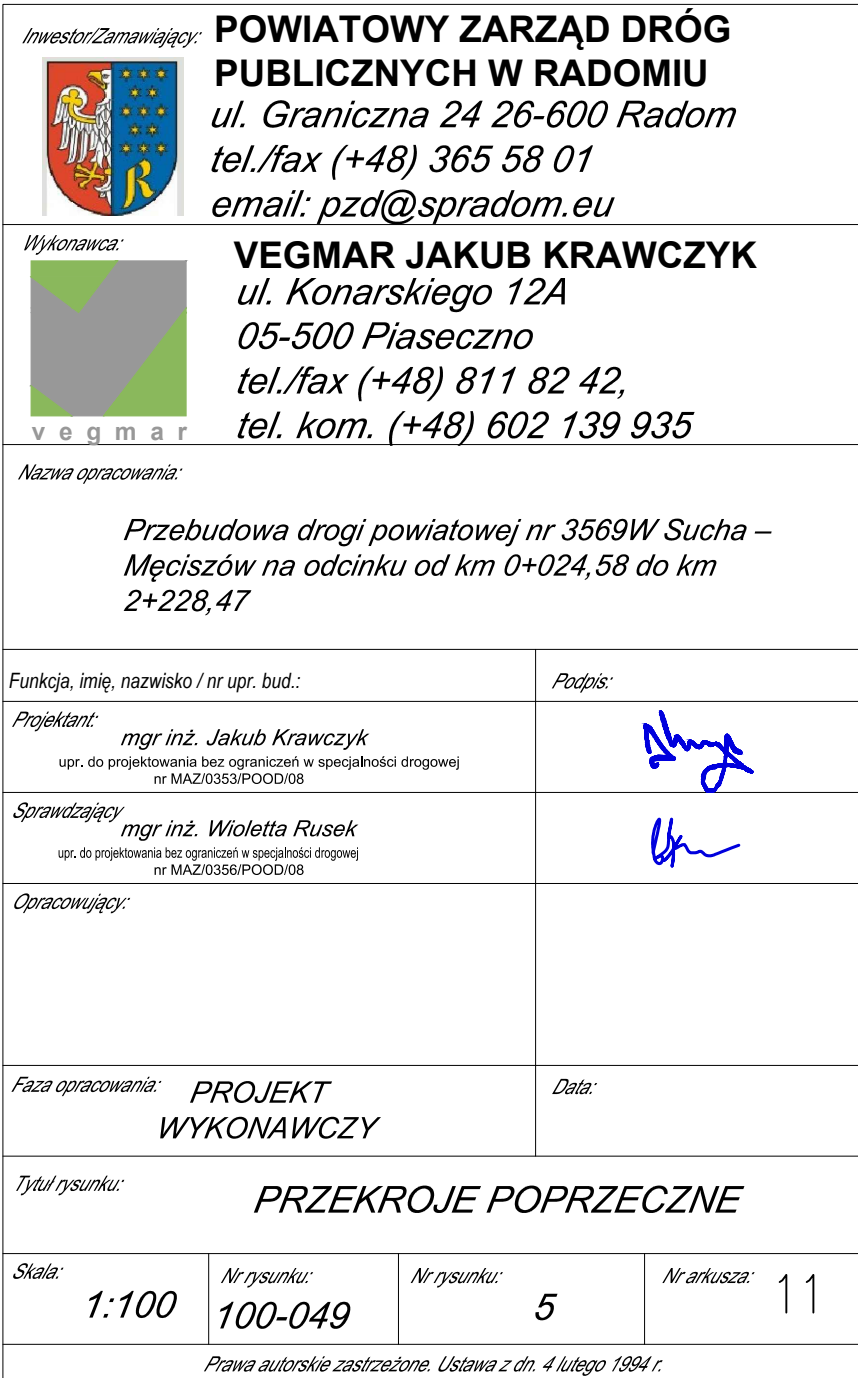 Inwestor/Zamawiający: POWIATOWY ZARZĄD DRÓG
PUBLICZNYCH W RADOMIU
ul. Graniczna 24 26-600 Radom
tel./fax (+48) 365 58 01
email: pzd@spradom.eu
R
Wykonawca:
VEGMAR JAKUB KRAWCZYK
ul. Konarskiego 12A
05-500 Piaseczno
tel./fax (+48) 811 82 42,
tel. kom. (+48) 602 139 935
vegmar
Nazwa opracowania:
Przebudowa drogi powiatowej nr 3569W Sucha –
Męciszów na odcinku od km 0+024,58 do km
2+228,47
Funkcja, imię, nazwisko / nr upr. bud.: Podpis:
Projektant:
mgr inż. Jakub Krawczyk
upr. do projektowania bez ograniczeń w specjalności drogowej
nr MAZ/0353/POOD/08
Sprawdzający
mgr inż. Wioletta Rusek
upr. do projektowania bez ograniczeń w specjalności drogowej
nr MAZ/0356/POOD/08
Opracowujący:
Faza opracowania: PROJEKT
WYKONAWCZY
Data:
Tytuł rysunku:
PRZEKROJE POPRZECZNE
Skala: 1:100
Nr rysunku: 100-049
Nr rysunku: 5
Nr arkusza: 11
Prawa autorskie zastrzeżone. Ustawa z dn. 4 lutego 1994 r.